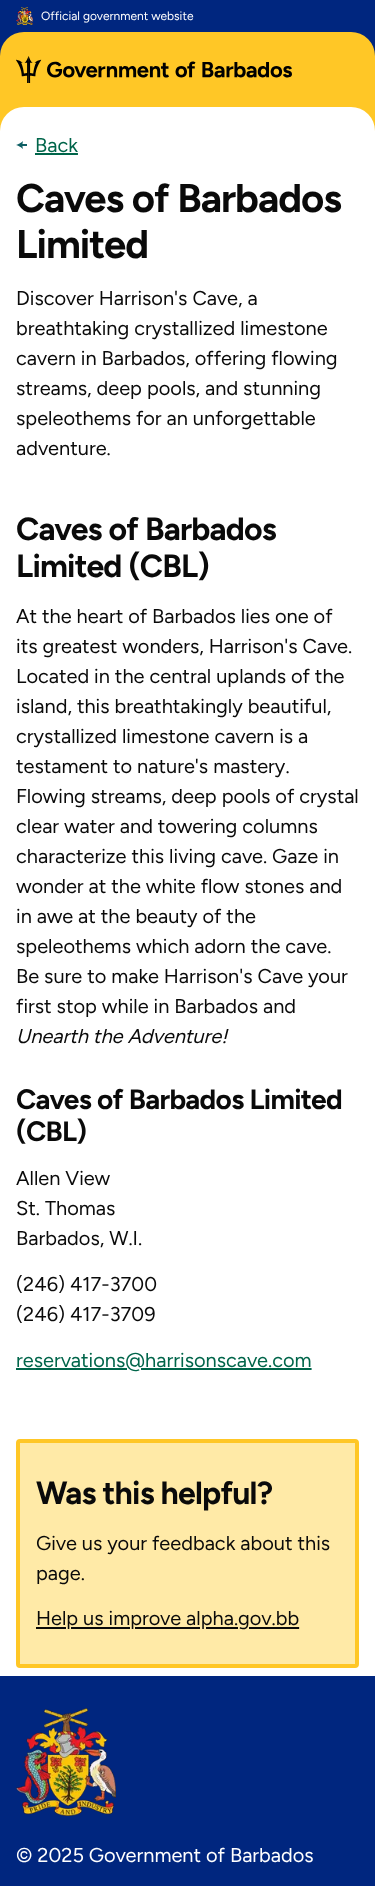 Official government website
Government of Barbados
Back
Caves of Barbados
Limited
Discover Harrison's Cave, a
breathtaking crystallized limestone
cavern in Barbados, offering flowing
streams, deep pools, and stunning
speleothems for an unforgettable
adventure.
Caves of Barbados
Limited (CBL)
At the heart of Barbados lies one of
its greatest wonders, Harrison's Cave.
Located in the central uplands of the
island, this breathtakingly beautiful,
crystallized limestone cavern is a
testament to nature's mastery.
Flowing streams, deep pools of crystal
clear water and towering columns
characterize this living cave. Gaze in
wonder at the white flow stones and
in awe at the beauty of the
speleothems which adorn the cave.
Be sure to make Harrison's Cave your
first stop while in Barbados and
Unearth the Adventure!
Caves of Barbados Limited
(CBL)
Allen View
St. Thomas
Barbados, W.I.
(246) 417-3700
(246) 417-3709
reservations@harrisonscave.com
Was this helpful?
Give us your feedback about this
page.
Help us improve alpha.gov.bb
PRIDE AND INDUSTRY
© 2025 Government of Barbados